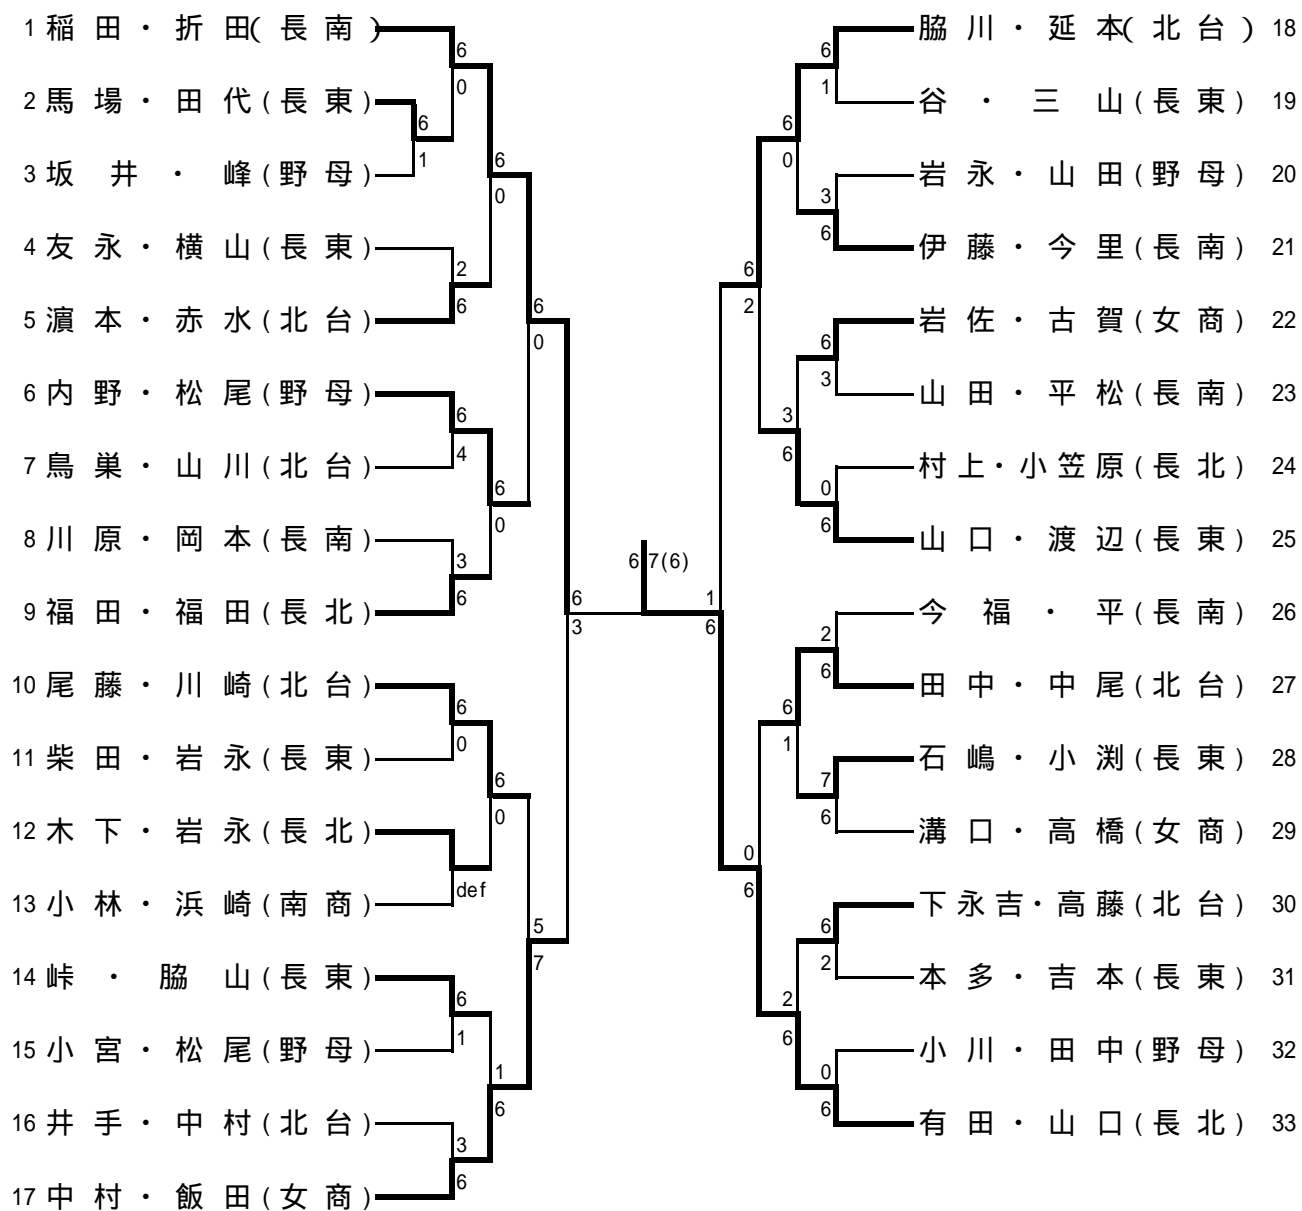 1 稲田・折田(長南)
6
0
2 馬場・田代(長東)
6
1
3 坂井・峰(野母)
6
0
4 友永・横山(長東)
2
6
5 濵本・赤水(北台)
6
0
6 内野・松尾(野母)
6
4
7 鳥巣・山川(北台)
6
0
8 川原・岡本(長南)
3
6
9 福田・福田(長北)
6
3
10 尾藤・川崎(北台)
6
0
11 柴田・岩永(長東)
6
0
12 木下・岩永(長北)
def
13 小林・浜崎(南商)
5
7
14 峠・脇山(長東)
6
1
15 小宮・松尾(野母)
1
6
16 井手・中村(北台)
3
6
17 中村・飯田(女商)
6 7(6)
脇川・延本(北台) 18
6
1
谷・三山(長東) 19
6
0
岩永・山田(野母) 20
3
6
伊藤・今里(長南) 21
6
2
岩佐・古賀(女商) 22
6
3
山田・平松(長南) 23
3
6
村上・小笠原(長北) 24
0
6
山口・渡辺(長東) 25
1
6
今福・平(長南) 26
2
6
田中・中尾(北台) 27
6
1
石嶋・小渕(長東) 28
7
6
溝口・高橋(女商) 29
0
6
下永吉・高藤(北台) 30
6
2
本多・吉本(長東) 31
2
6
小川・田中(野母) 32
0
6
有田・山口(長北) 33